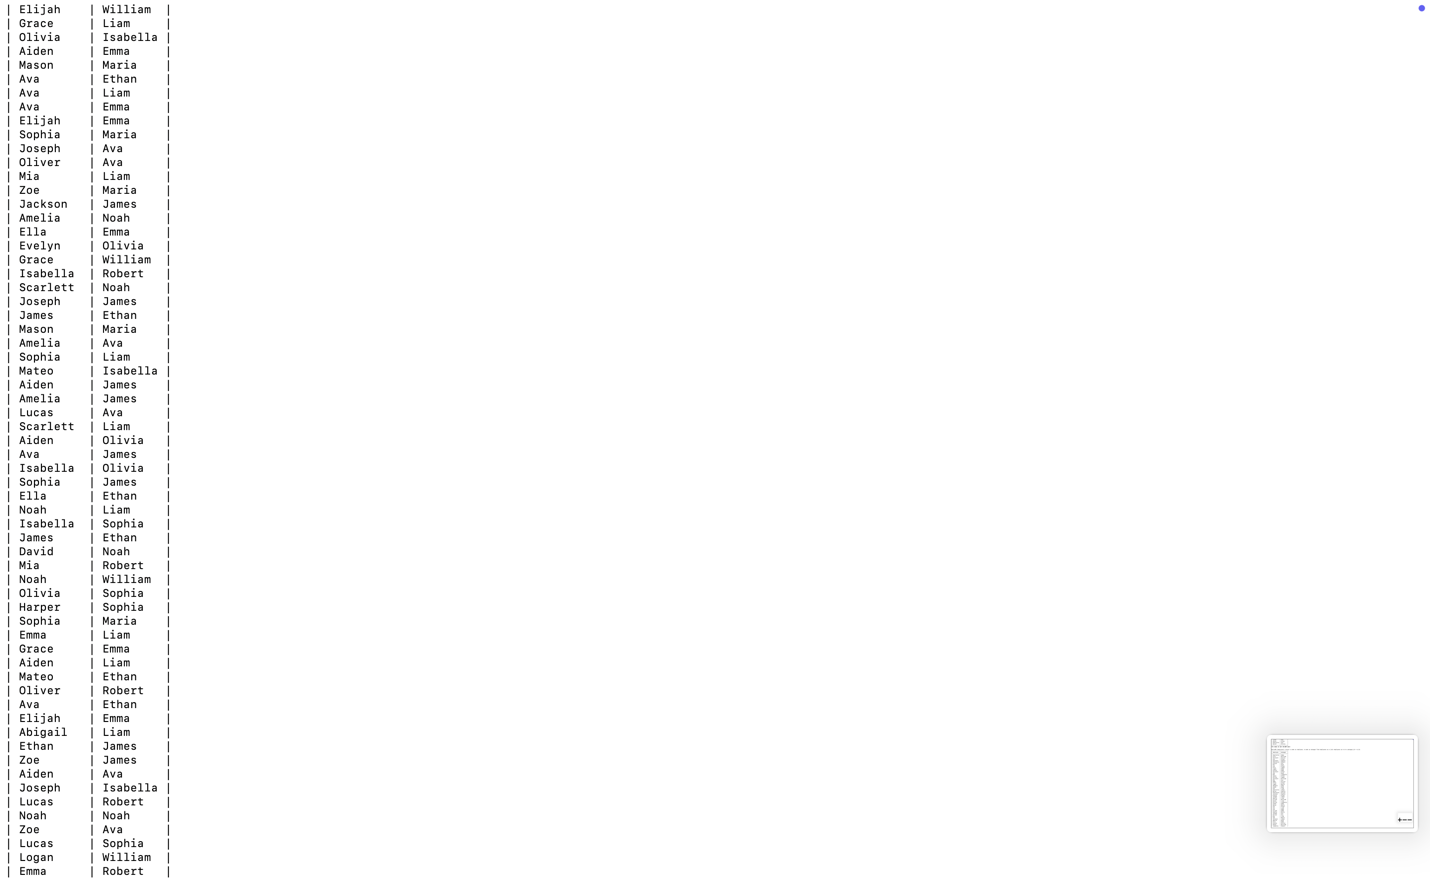 | Elijah | William |
| Grace | Liam |
| Olivia | Isabella |
| Aiden | Emma |
| Mason | Maria |
| Ava | Ethan |
| Ava | Liam |
| Ava | Emma |
| Elijah | Emma |
| Sophia | Maria |
| Joseph | Ava |
| Oliver | Ava |
| Mia | Liam |
| Zoe | Maria |
| Jackson | James |
| Amelia | Noah |
| Ella | Emma |
| Evelyn | Olivia |
| Grace | William |
| Isabella | Robert |
| Scarlett | Noah |
| Joseph | James |
| James | Ethan |
| Mason | Maria |
| Amelia | Ava |
| Sophia | Liam |
| Mateo | Isabella |
| Aiden | James |
| Amelia | James |
| Lucas | Ava |
| Scarlett | Liam |
| Aiden | Olivia |
| Ava | James |
| Isabella | Olivia |
| Sophia | James |
| Ella | Ethan |
| Noah | Liam |
| Isabella | Sophia |
| James | Ethan |
| David | Noah |
| Mia | Robert |
| Noah | William |
| Olivia | Sophia |
| Harper | Sophia |
| Sophia | Maria |
| Emma | Liam |
| Grace | Emma |
| Aiden | Liam |
| Mateo | Ethan |
| Oliver | Robert |
| Ava | Ethan |
| Elijah | Emma |
| Abigail | Liam |
| Ethan | James |
| Zoe | James |
| Aiden | Ava |
| Joseph | Isabella |
| Lucas | Robert |
| Noah | Noah |
| Zoe | Ava |
| Lucas | Sophia |
| Logan | William |
| Emma | Robert |